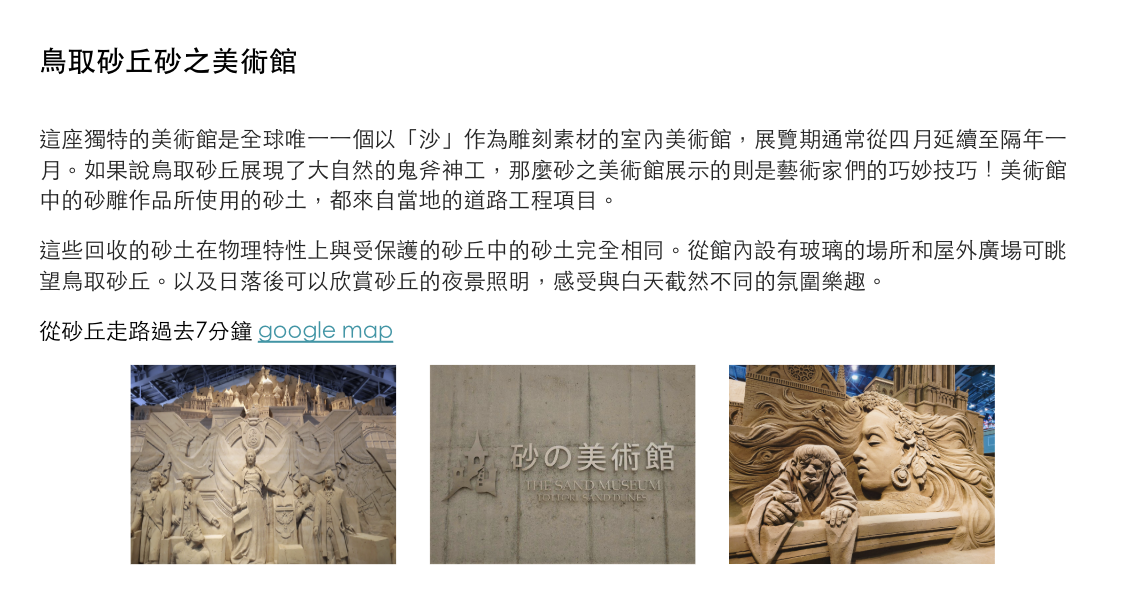 鳥取砂丘砂之美術館
這座獨特的美術館是全球唯一一個以「沙」作為雕刻素材的室內美術館，展覽期通常從四月延續至隔年一
月。如果說鳥取砂丘展現了大自然的鬼斧神工，那麼砂之美術館展示的則是藝術家們的巧妙技巧！美術館
中的砂雕作品所使用的砂土，都來自當地的道路工程項目。
這些回收的砂土在物理特性上與受保護的砂丘中的砂土完全相同。從館內設有玻璃的場所和屋外廣場可眺
望鳥取砂丘。以及日落後可以欣賞砂丘的夜景照明，感受與白天截然不同的氛圍樂趣。
從砂丘走路過去7分鐘 google map
砂の美術館
THE SAND MUSEUM
TOTTORI SAND DUNES